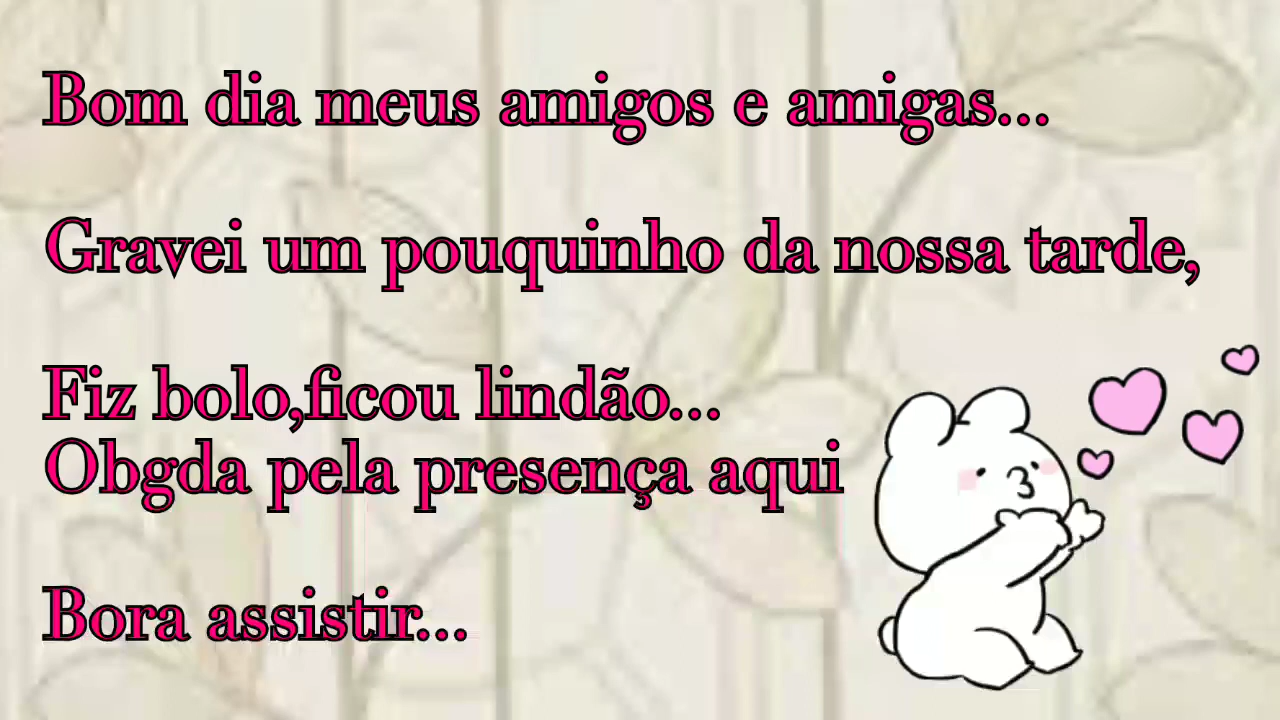 Bom dia meus amigos e amigas...
Gravei um pouquinho da nossa tarde,
Fiz bolo,ficou lindão...
Obgda pela presença aqui
Bora assistir...